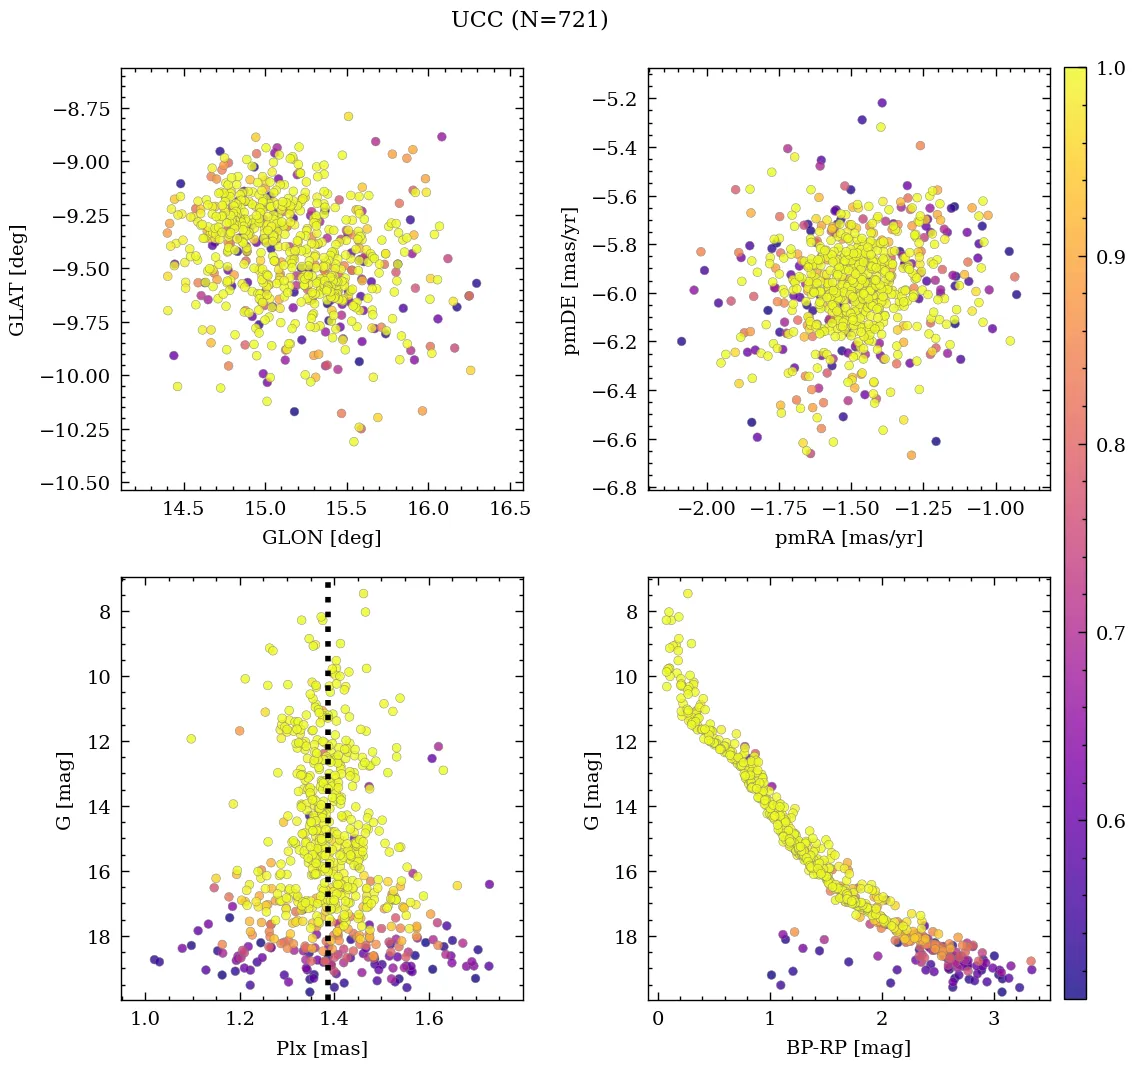 UCC (N=721)
−8.75
−9.00
−9.25
−9.50
−9.75
−10.00
−10.25
−10.50
GLAT [deg]
14.5 15.0 15.5 16.0 16.5
GLON [deg]
−5.2
−5.4
−5.6
−5.8
−6.0
−6.2
−6.4
−6.6
−6.8
pmDE [mas/yr]
−2.00 −1.75 −1.50 −1.25 −1.00
pmRA [mas/yr]
1.0
0.9
0.8
0.7
0.6
8
10
12
14
16
18
G [mag]
1.0 1.2 1.4 1.6
Plx [mas]
8
10
12
14
16
18
G [mag]
0 1 2 3
BP-RP [mag]